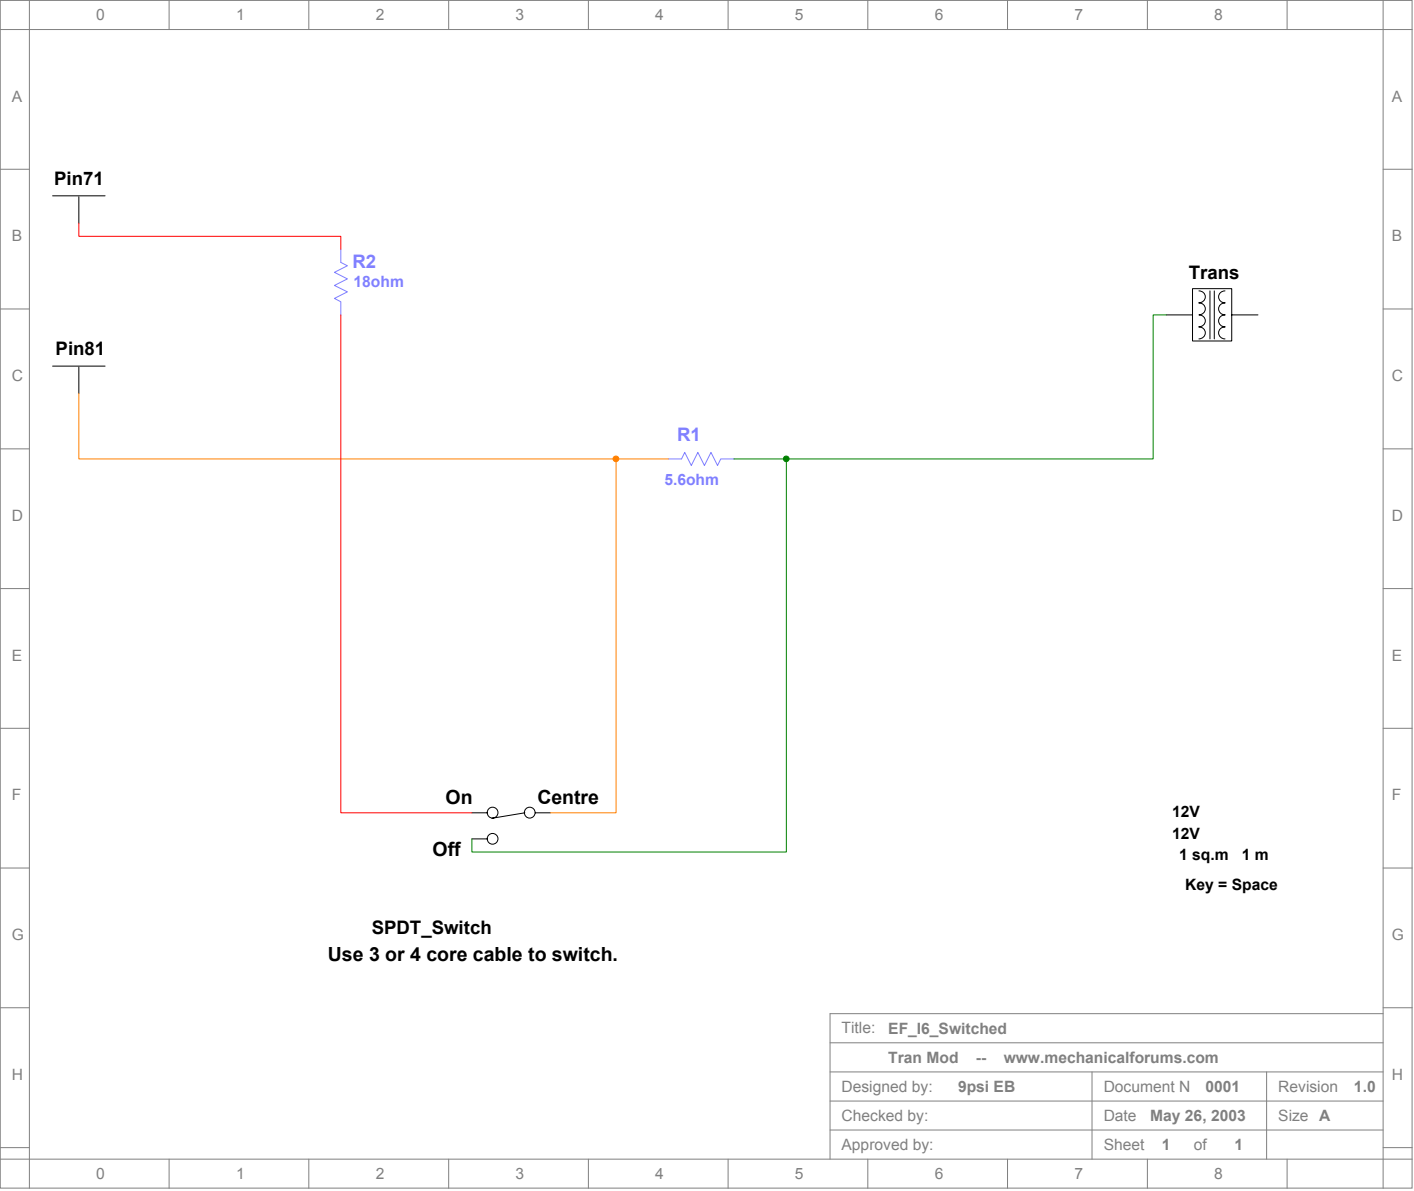 0 1 2 3 4 5 6 7 8
A A
Pin71
B B
R2
18ohm
Trans
Pin81
C C
R1
5.6ohm
D D
E E
On Centre
F F
Off
12V
12V
1 sq.m 1 m
Key = Space
SPDT_Switch
G G
Use 3 or 4 core cable to switch.
Title: EF_I6_Switched
Tran Mod -- www.mechanicalforums.com
H H
Designed by: 9psi EB Document N 0001 Revision 1.0
Checked by: Date May 26, 2003 Size A
Approved by: Sheet 1 of 1
0 1 2 3 4 5 6 7 8